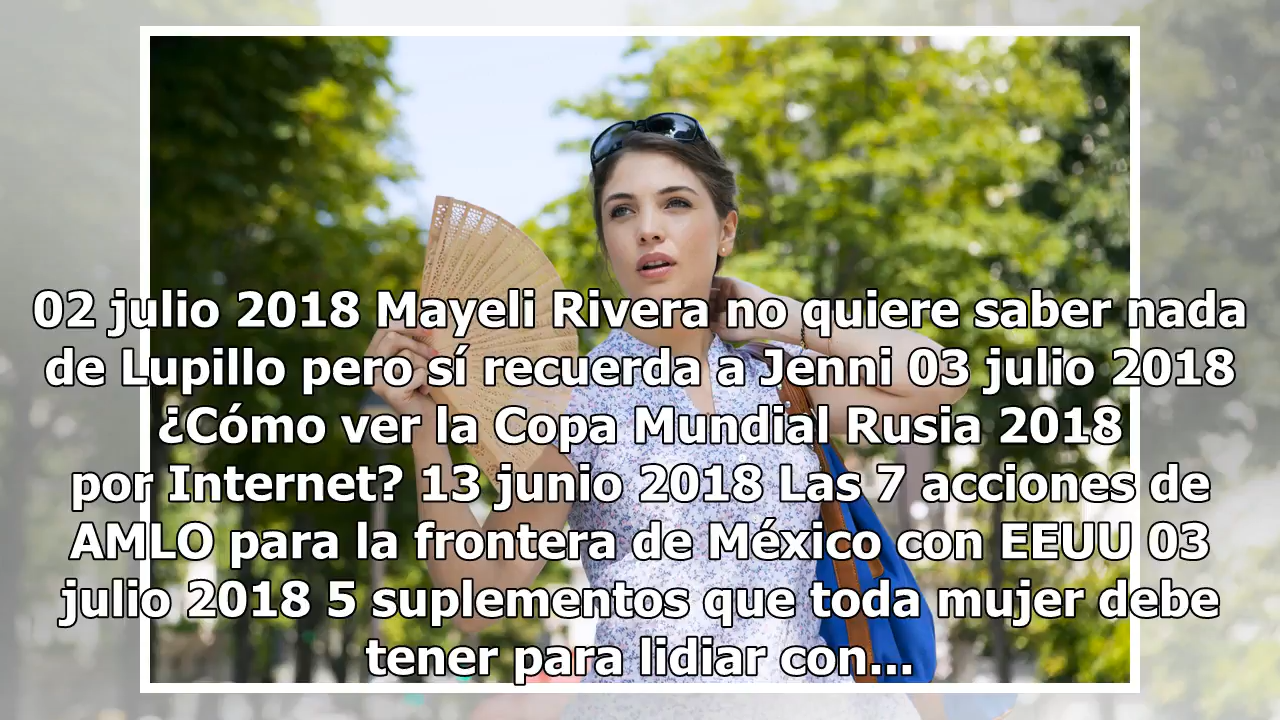 02 julio 2018 Mayeli Rivera no quiere saber nada
de Lupillo pero sí recuerda a Jenni 03 julio 2018
¿Cómo ver la Copa Mundial Rusia 2018
por Internet? 13 junio 2018 Las 7 acciones de
AMLO para la frontera de México con EEUU 03
julio 2018 5 suplementos que toda mujer debe
tener para lidiar con...